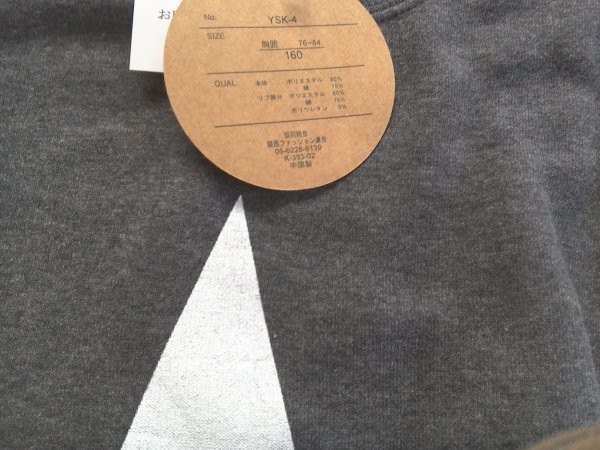 お
No. YSK-4
SIZE 胸囲 76-84
160
QUAL 本体 ポリエステル 85%
綿 15%
リブ部分 ポリエステル 80%
綿 15%
ポリウレタン 5%
協同組合
関西ファッション連合
06-6228-6139
K-393-02
中国製